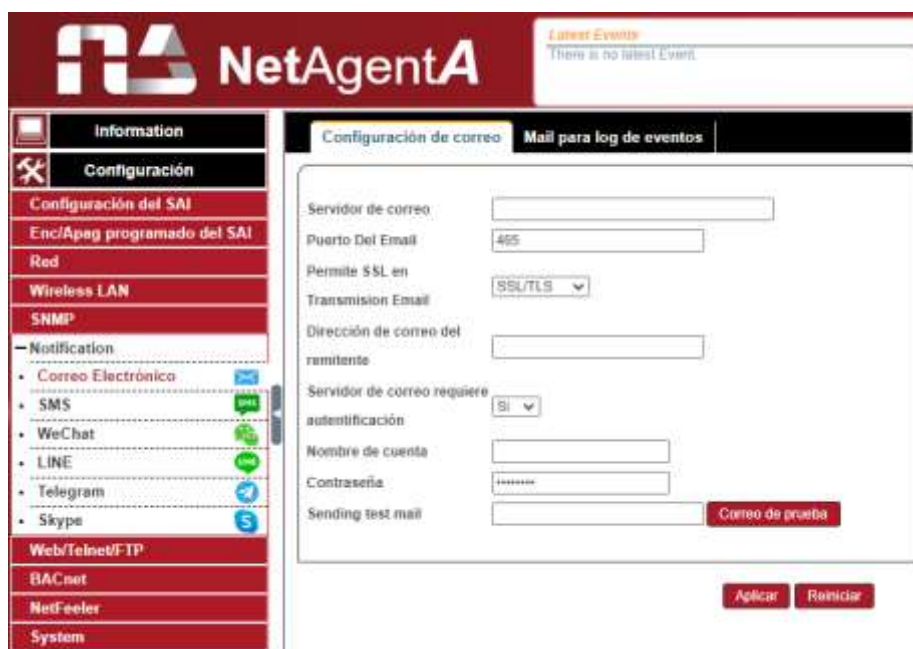 NetAgentA
Latest Events
There is no latest Event.
Information
Configuración
Configuración del SAI
Enc/Apag programado del SAI
Red
Wireless LAN
SNMP
Notification
Correo Electrónico
SMS
WeChat
LINE
Telegram
Skype
Web/Telnet/FTP
BACnet
NetFeeler
System
Configuración de correo
Mail para log de eventos
Servidor de correo
Puerto Del Email
465
Permite SSL en
Transmision Email
SSL/TLS
Dirección de correo del
remitente
Servidor de correo requiere
autentificación
Si
Nombre de cuenta
Contraseña
•••••••••
Sending test mail
Correo de prueba
Aplicar
Reiniciar